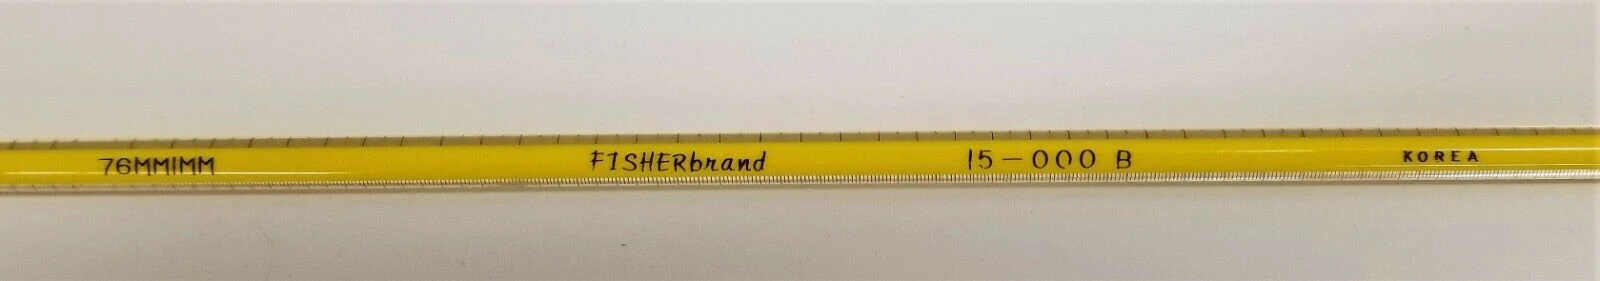 76MMIMM FISHERbrand 15-000 B KOREA